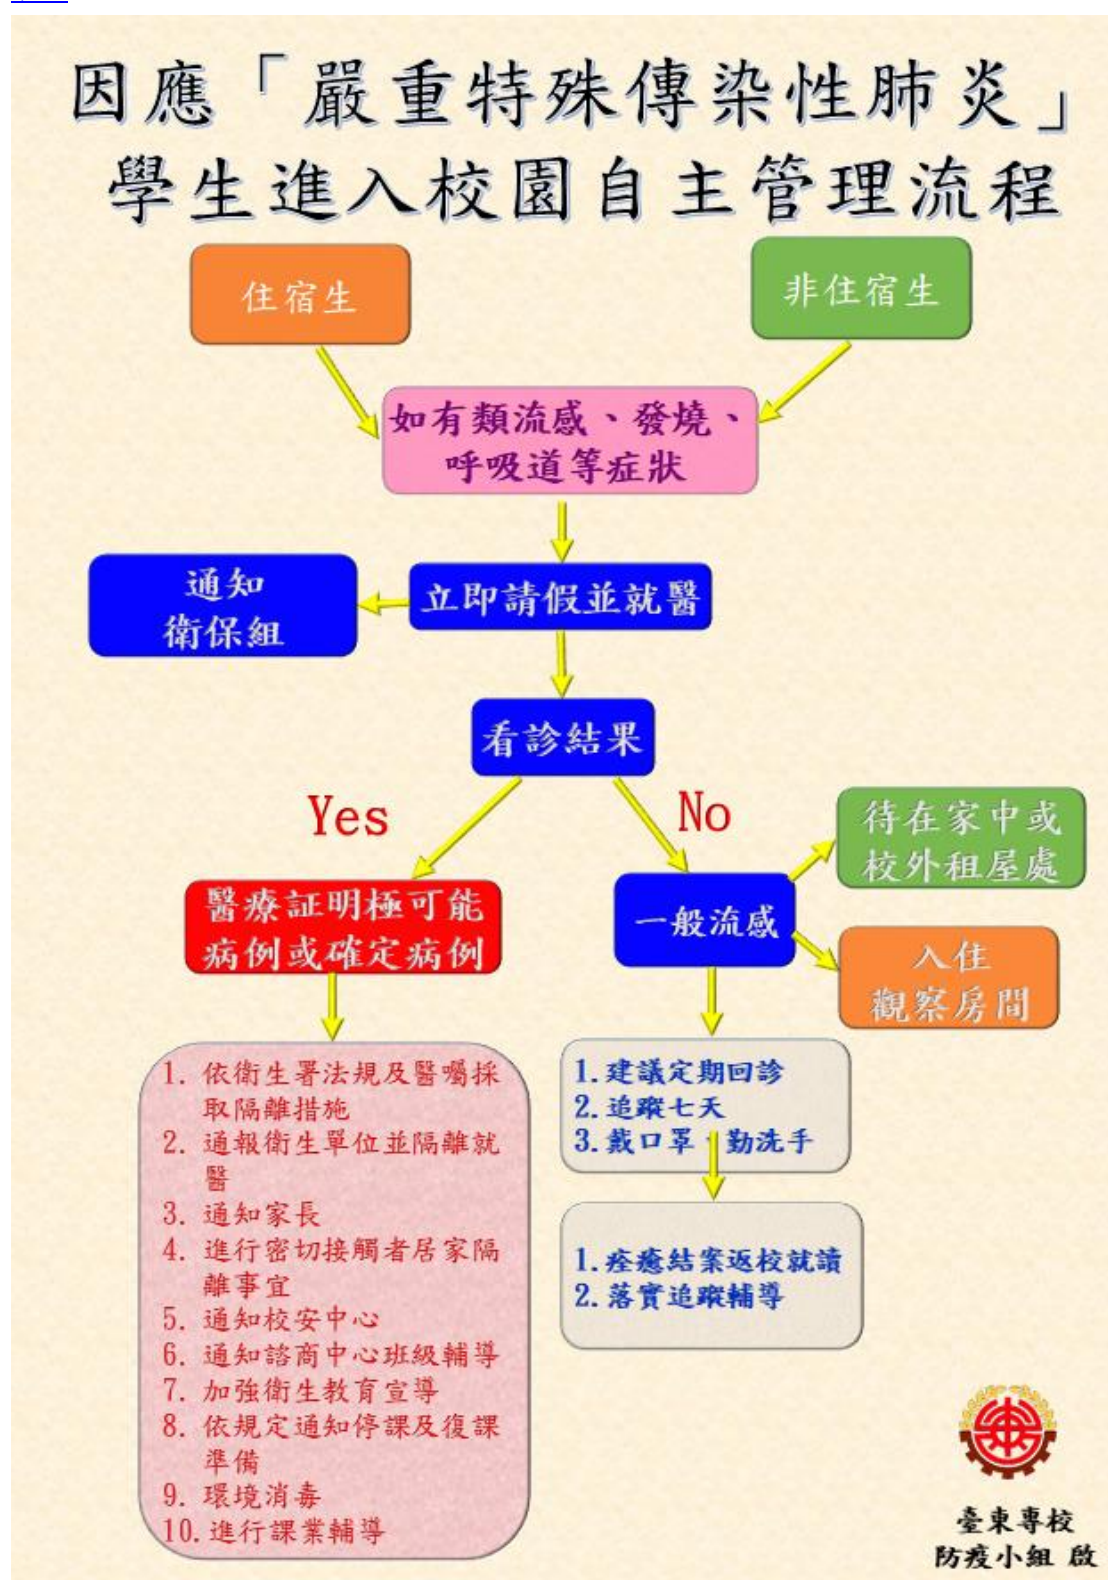 因應「嚴重特殊傳染性肺炎」
學生進入校園自主管理流程
住宿生
非住宿生
如有類流感、發燒、
呼吸道等症狀
通知
衛保組
立即請假並就醫
看診結果
Yes
No
待在家中或
校外租屋處
醫療証明極可能
病例或確定病例
一般流感
入住
觀察房間
1. 依衛生署法規及醫囑採
取隔離措施
2. 通報衛生單位並隔離就
醫
3. 通知家長
4. 進行密切接觸者居家隔
離事宜
5. 通知校安中心
6. 通知諮商中心班級輔導
7. 加強衛生教育宣導
8. 依規定通知停課及復課
準備
9. 環境消毒
10. 進行課業輔導
1. 建議定期回診
2. 追蹤七天
3. 戴口罩、勤洗手
1. 痊癒結案返校就讀
2. 落實追蹤輔導
臺東專校
防疫小組 啟